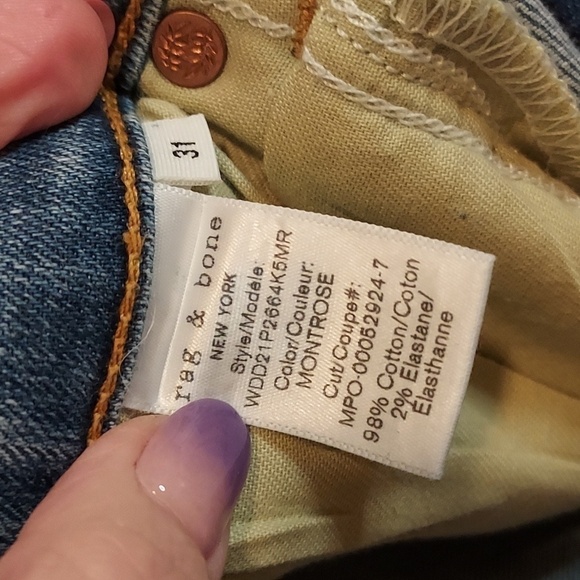 31
rag & bone
NEW YORK
Style/Modele:
WDD21P2664K5MR
Color/Couleur:
MONTROSE
Cut/Coupe#:
MPO-00052924-7
98% Cotton/Coton
2% Elastane/
Élasthanne